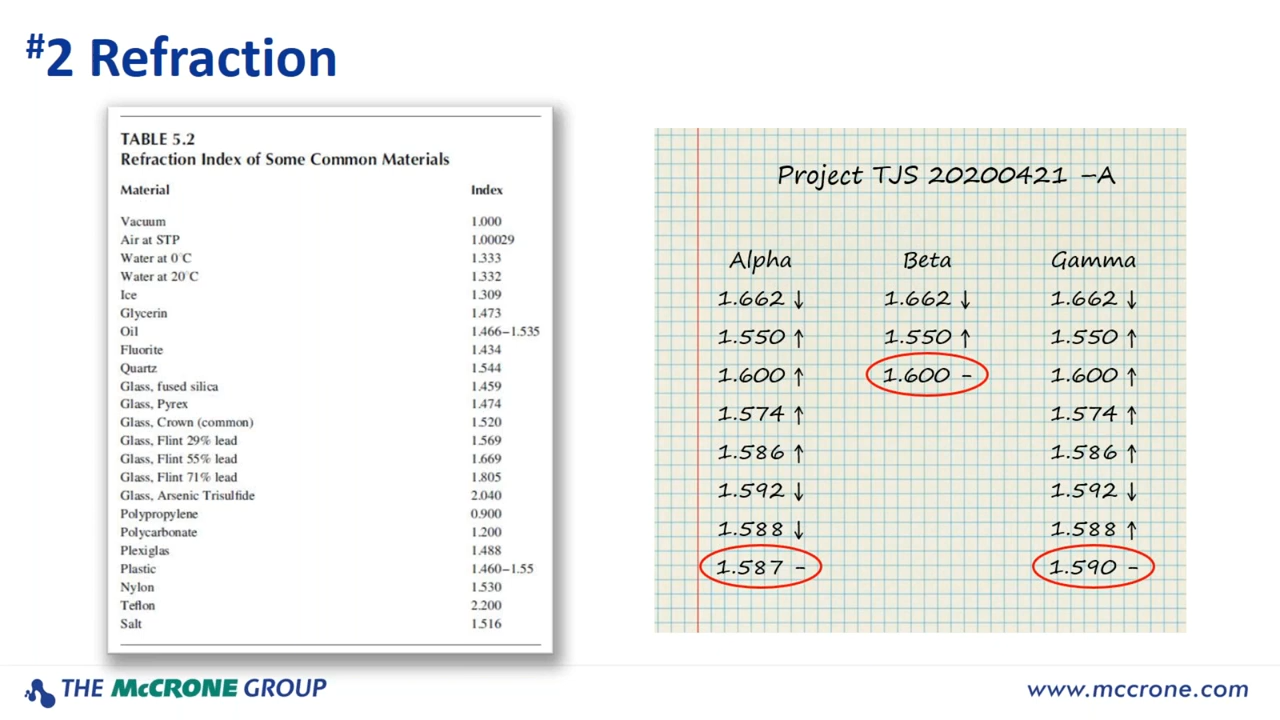 #2 Refraction
TABLE 5.2
Refraction Index of Some Common Materials
Material Index
Vacuum 1.000
Air at STP 1.00029
Water at 0°C 1.333
Water at 20°C 1.332
Ice 1.309
Glycerin 1.473
Oil 1.466–1.535
Fluorite 1.434
Quartz 1.544
Glass, fused silica 1.459
Glass, Pyrex 1.474
Glass, Crown (common) 1.520
Glass, Flint 29% lead 1.569
Glass, Flint 55% lead 1.669
Glass, Flint 71% lead 1.805
Glass, Arsenic Trisulfide 2.040
Polypropylene 0.900
Polycarbonate 1.200
Plexiglas 1.488
Plastic 1.460–1.55
Nylon 1.530
Teflon 2.200
Salt 1.516
Project TJS 20200421 –A
Alpha Beta Gamma
1.662 ↓ 1.662 ↓ 1.662 ↓
1.550 ↑ 1.550 ↑ 1.550 ↑
1.600 ↑ 1.600 - 1.600 ↑
1.574 ↑ 1.574 ↑
1.586 ↑ 1.586 ↑
1.592 ↓ 1.592 ↓
1.588 ↓ 1.588 ↑
1.587 - 1.590 -
THE McCRONE GROUP
www.mccrone.com